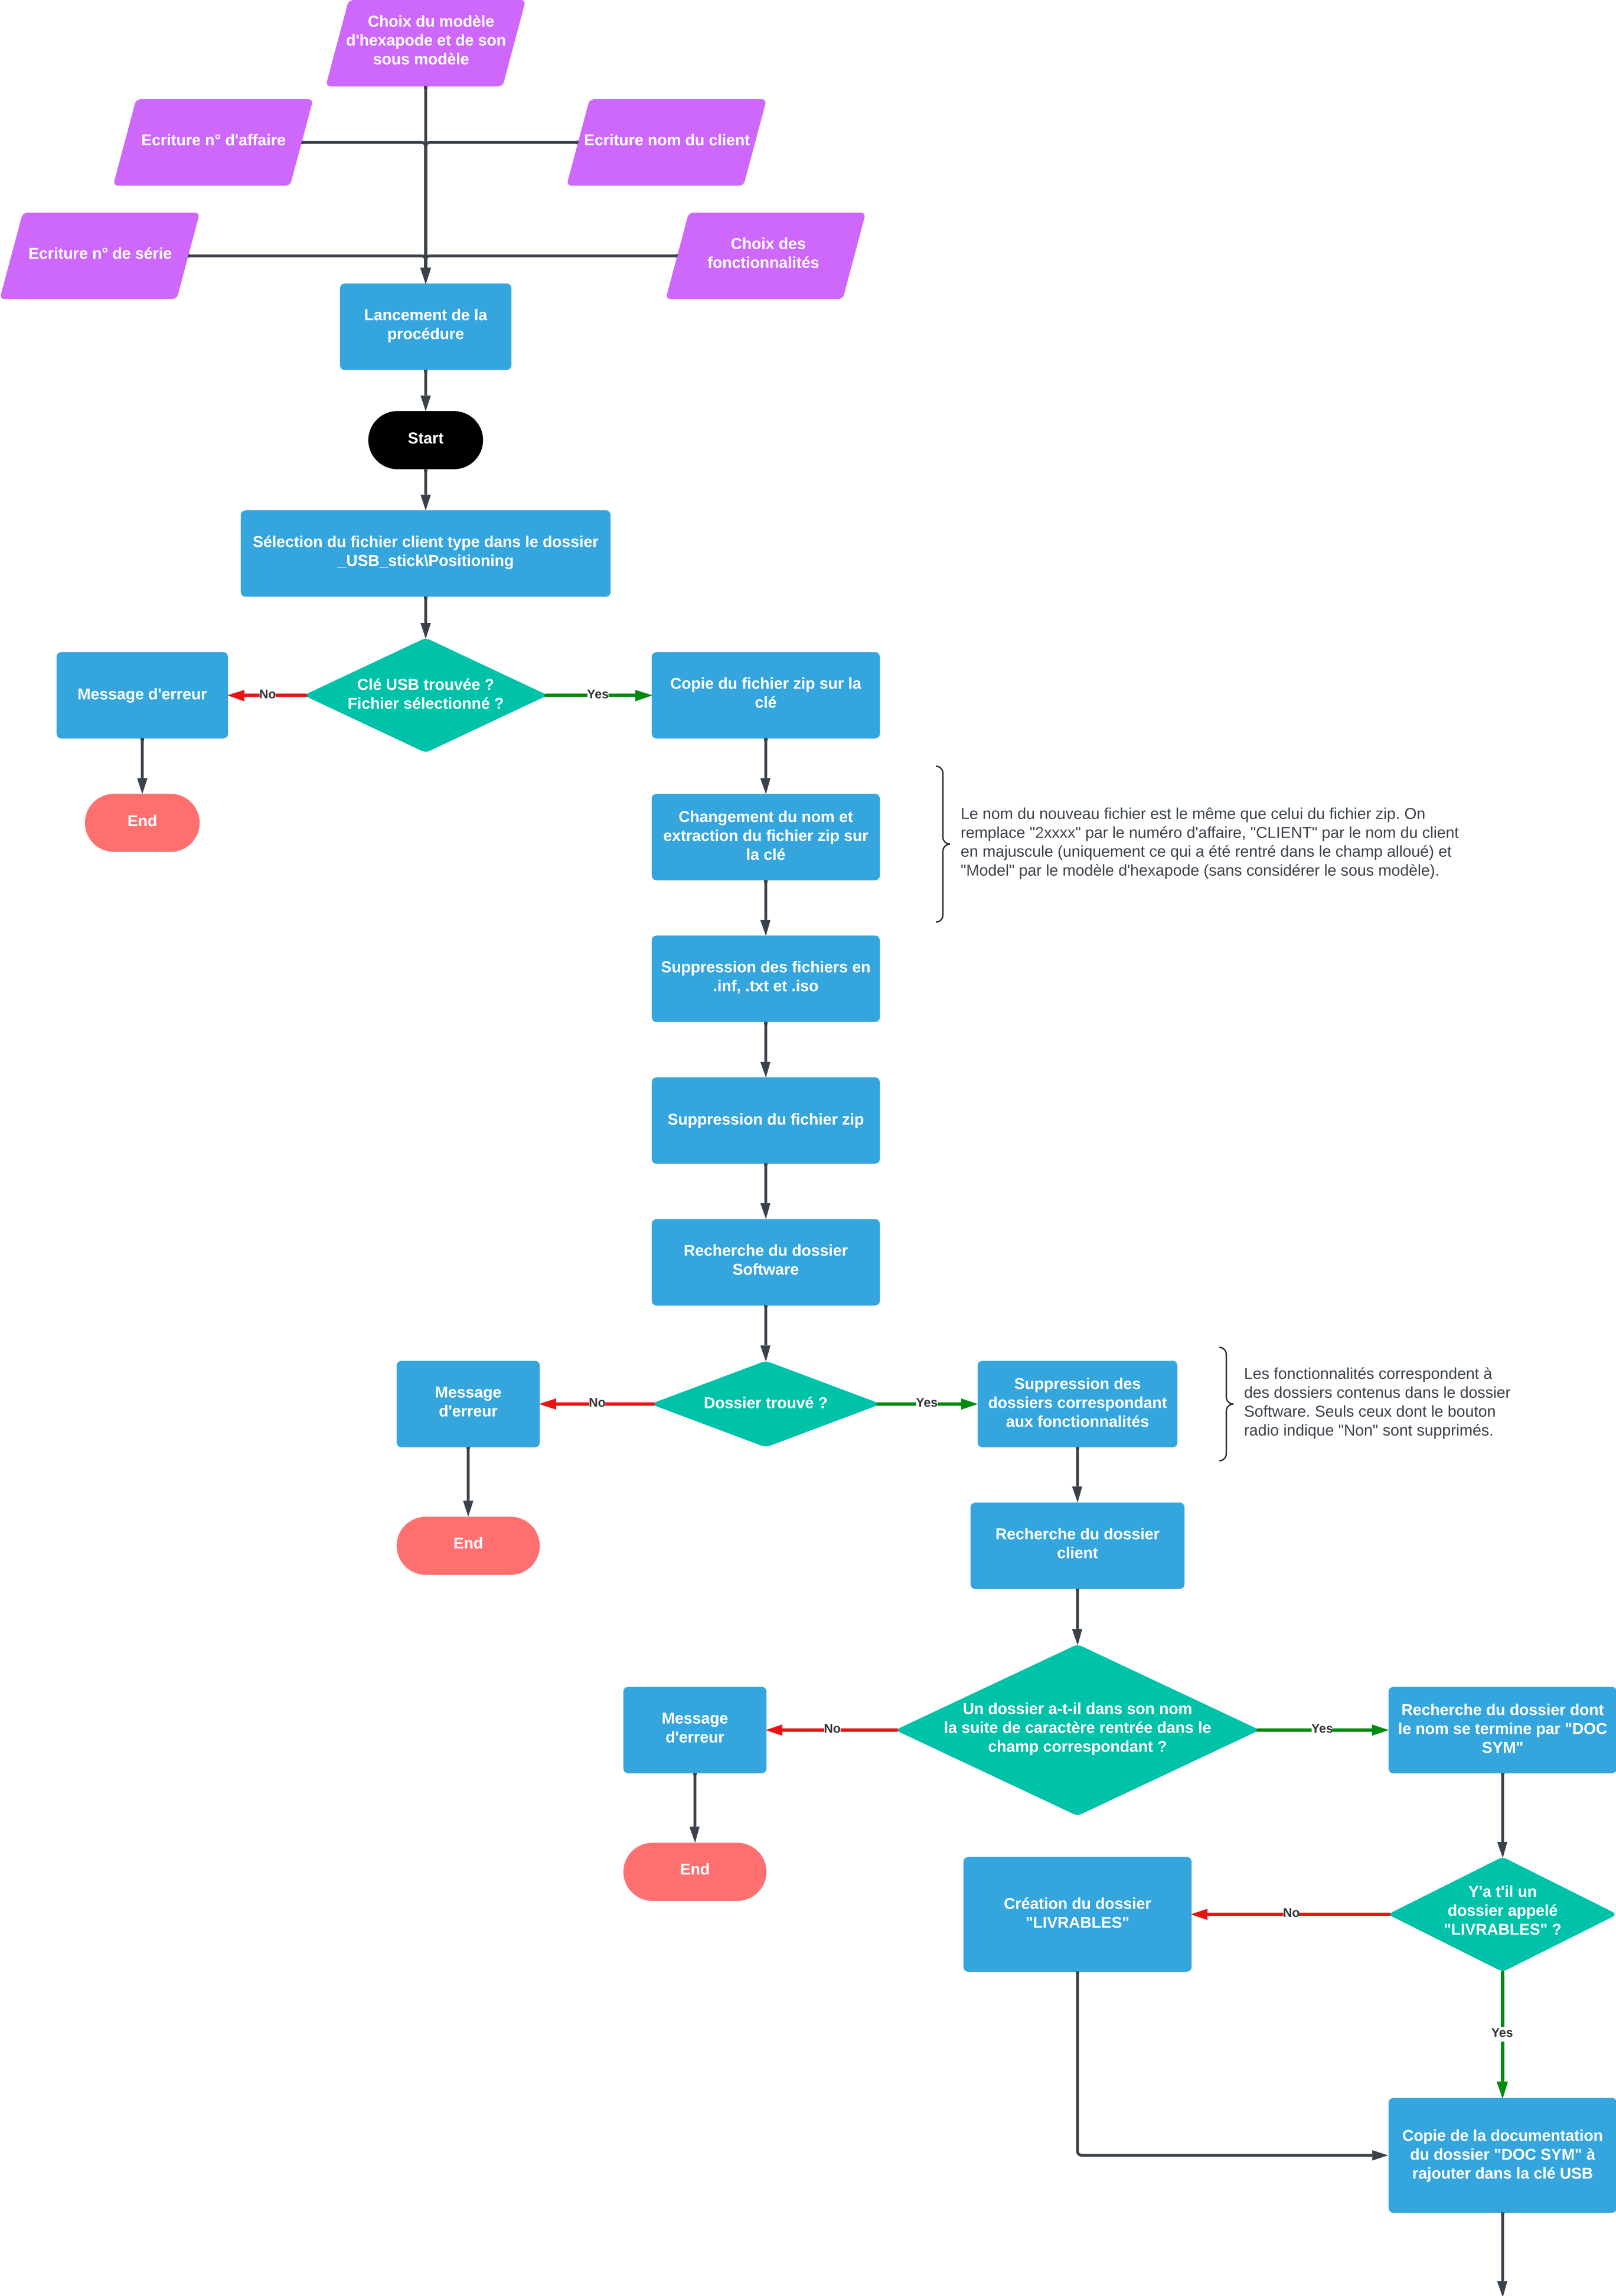 Choix du modèle
d'hexapode et de son
sous modèle
Ecriture n° d'affaire
Ecriture nom du client
Ecriture n° de série
Choix des
fonctionnalités
Lancement de la
procédure
Start
Sélection du fichier client type dans le dossier
_USB_stick\Positioning
Clé USB trouvée ?
Fichier sélectionné ?
No
Yes
Message d'erreur
Copie du fichier zip sur la
clé
End
Changement du nom et
extraction du fichier zip sur
la clé
Le nom du nouveau fichier est le même que celui du fichier zip. On
remplace "2xxxx" par le numéro d'affaire, "CLIENT" par le nom du client
en majuscule (uniquement ce qui a été rentré dans le champ alloué) et
"Model" par le modèle d'hexapode (sans considérer le sous modèle).
Suppression des fichiers en
.inf, .txt et .iso
Suppression du fichier zip
Recherche du dossier
Software
Message
d'erreur
No
Dossier trouvé ?
Yes
Suppression des
dossiers correspondant
aux fonctionnalités
Les fonctionnalités correspondent à
des dossiers contenus dans le dossier
Software. Seuls ceux dont le bouton
radio indique "Non" sont supprimés.
End
Recherche du dossier
client
Message
d'erreur
No
Un dossier a-t-il dans son nom
la suite de caractère rentrée dans le
champ correspondant ?
Yes
Recherche du dossier dont
le nom se termine par "DOC
SYM"
End
Création du dossier
"LIVRABLES"
No
Y'a t'il un
dossier appelé
"LIVRABLES" ?
Yes
Copie de la documentation
du dossier "DOC SYM" à
rajouter dans la clé USB